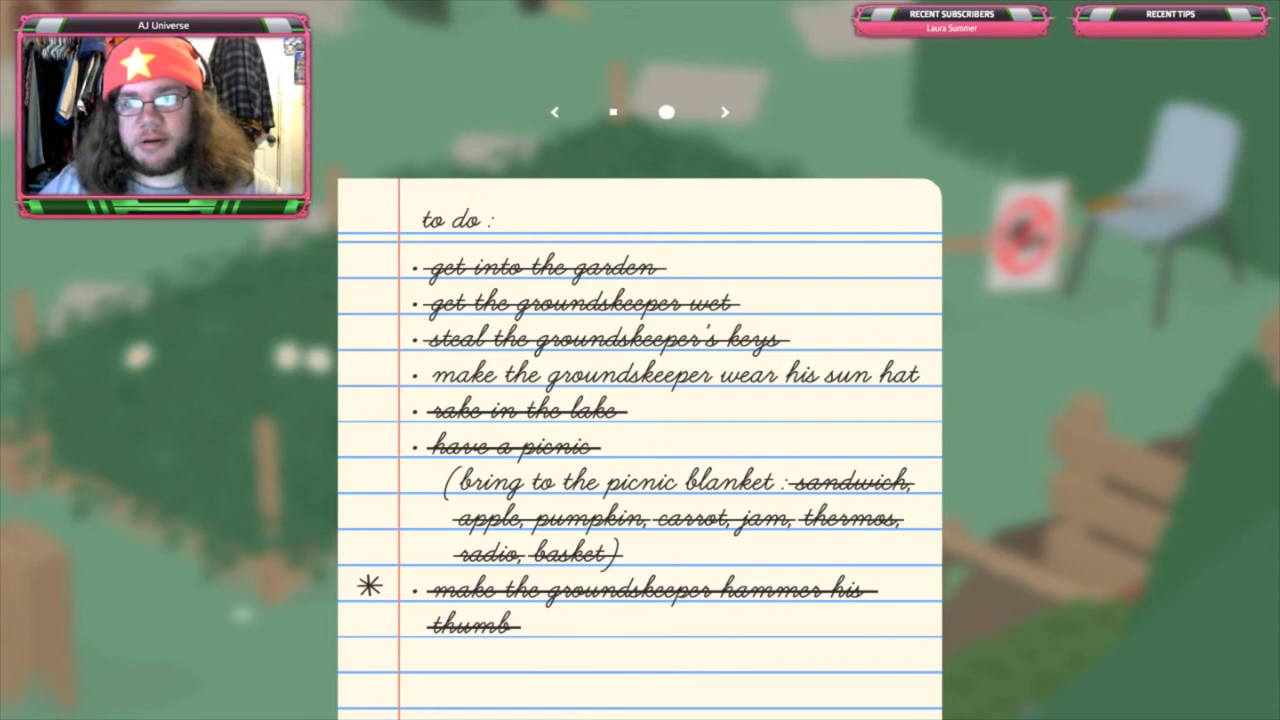 AJ Universe
RECENT SUBSCRIBERS
Laura Summer
RECENT TIPS
to do :
• get into the garden
• get the groundskeeper wet
• steal the groundskeeper's keys
• make the groundskeeper wear his sun hat
• rake in the lake
• have a picnic
(bring to the picnic blanket : sandwich,
apple, pumpkin, carrot, jam, thermos,
radio, basket)
• make the groundskeeper hammer his
thumb